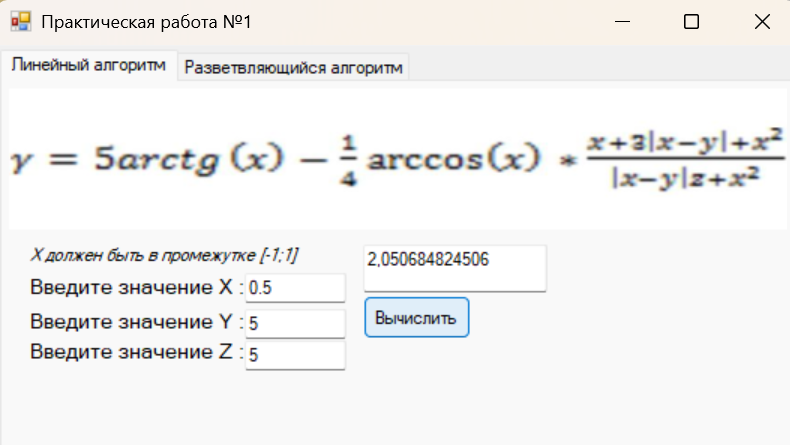 Практическая работа №1
Линейный алгоритм Разветвляющийся алгоритм
γ = 5arctg(x) − 1/4 arccos(x) * (x+3|x−y|+x²)/(|x−y|z+x²)
X должен быть в промежутке [-1;1]
2,050684824506
Введите значение X : 0.5
Вычислить
Введите значение Y : 5
Введите значение Z : 5